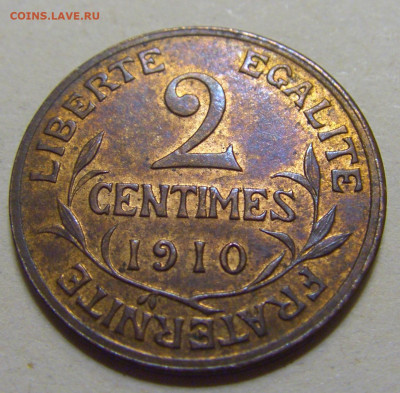 COINS.LAVE.RU
LIBERTE EGALITE
2
CENTIMES
1910
FRATERNITE